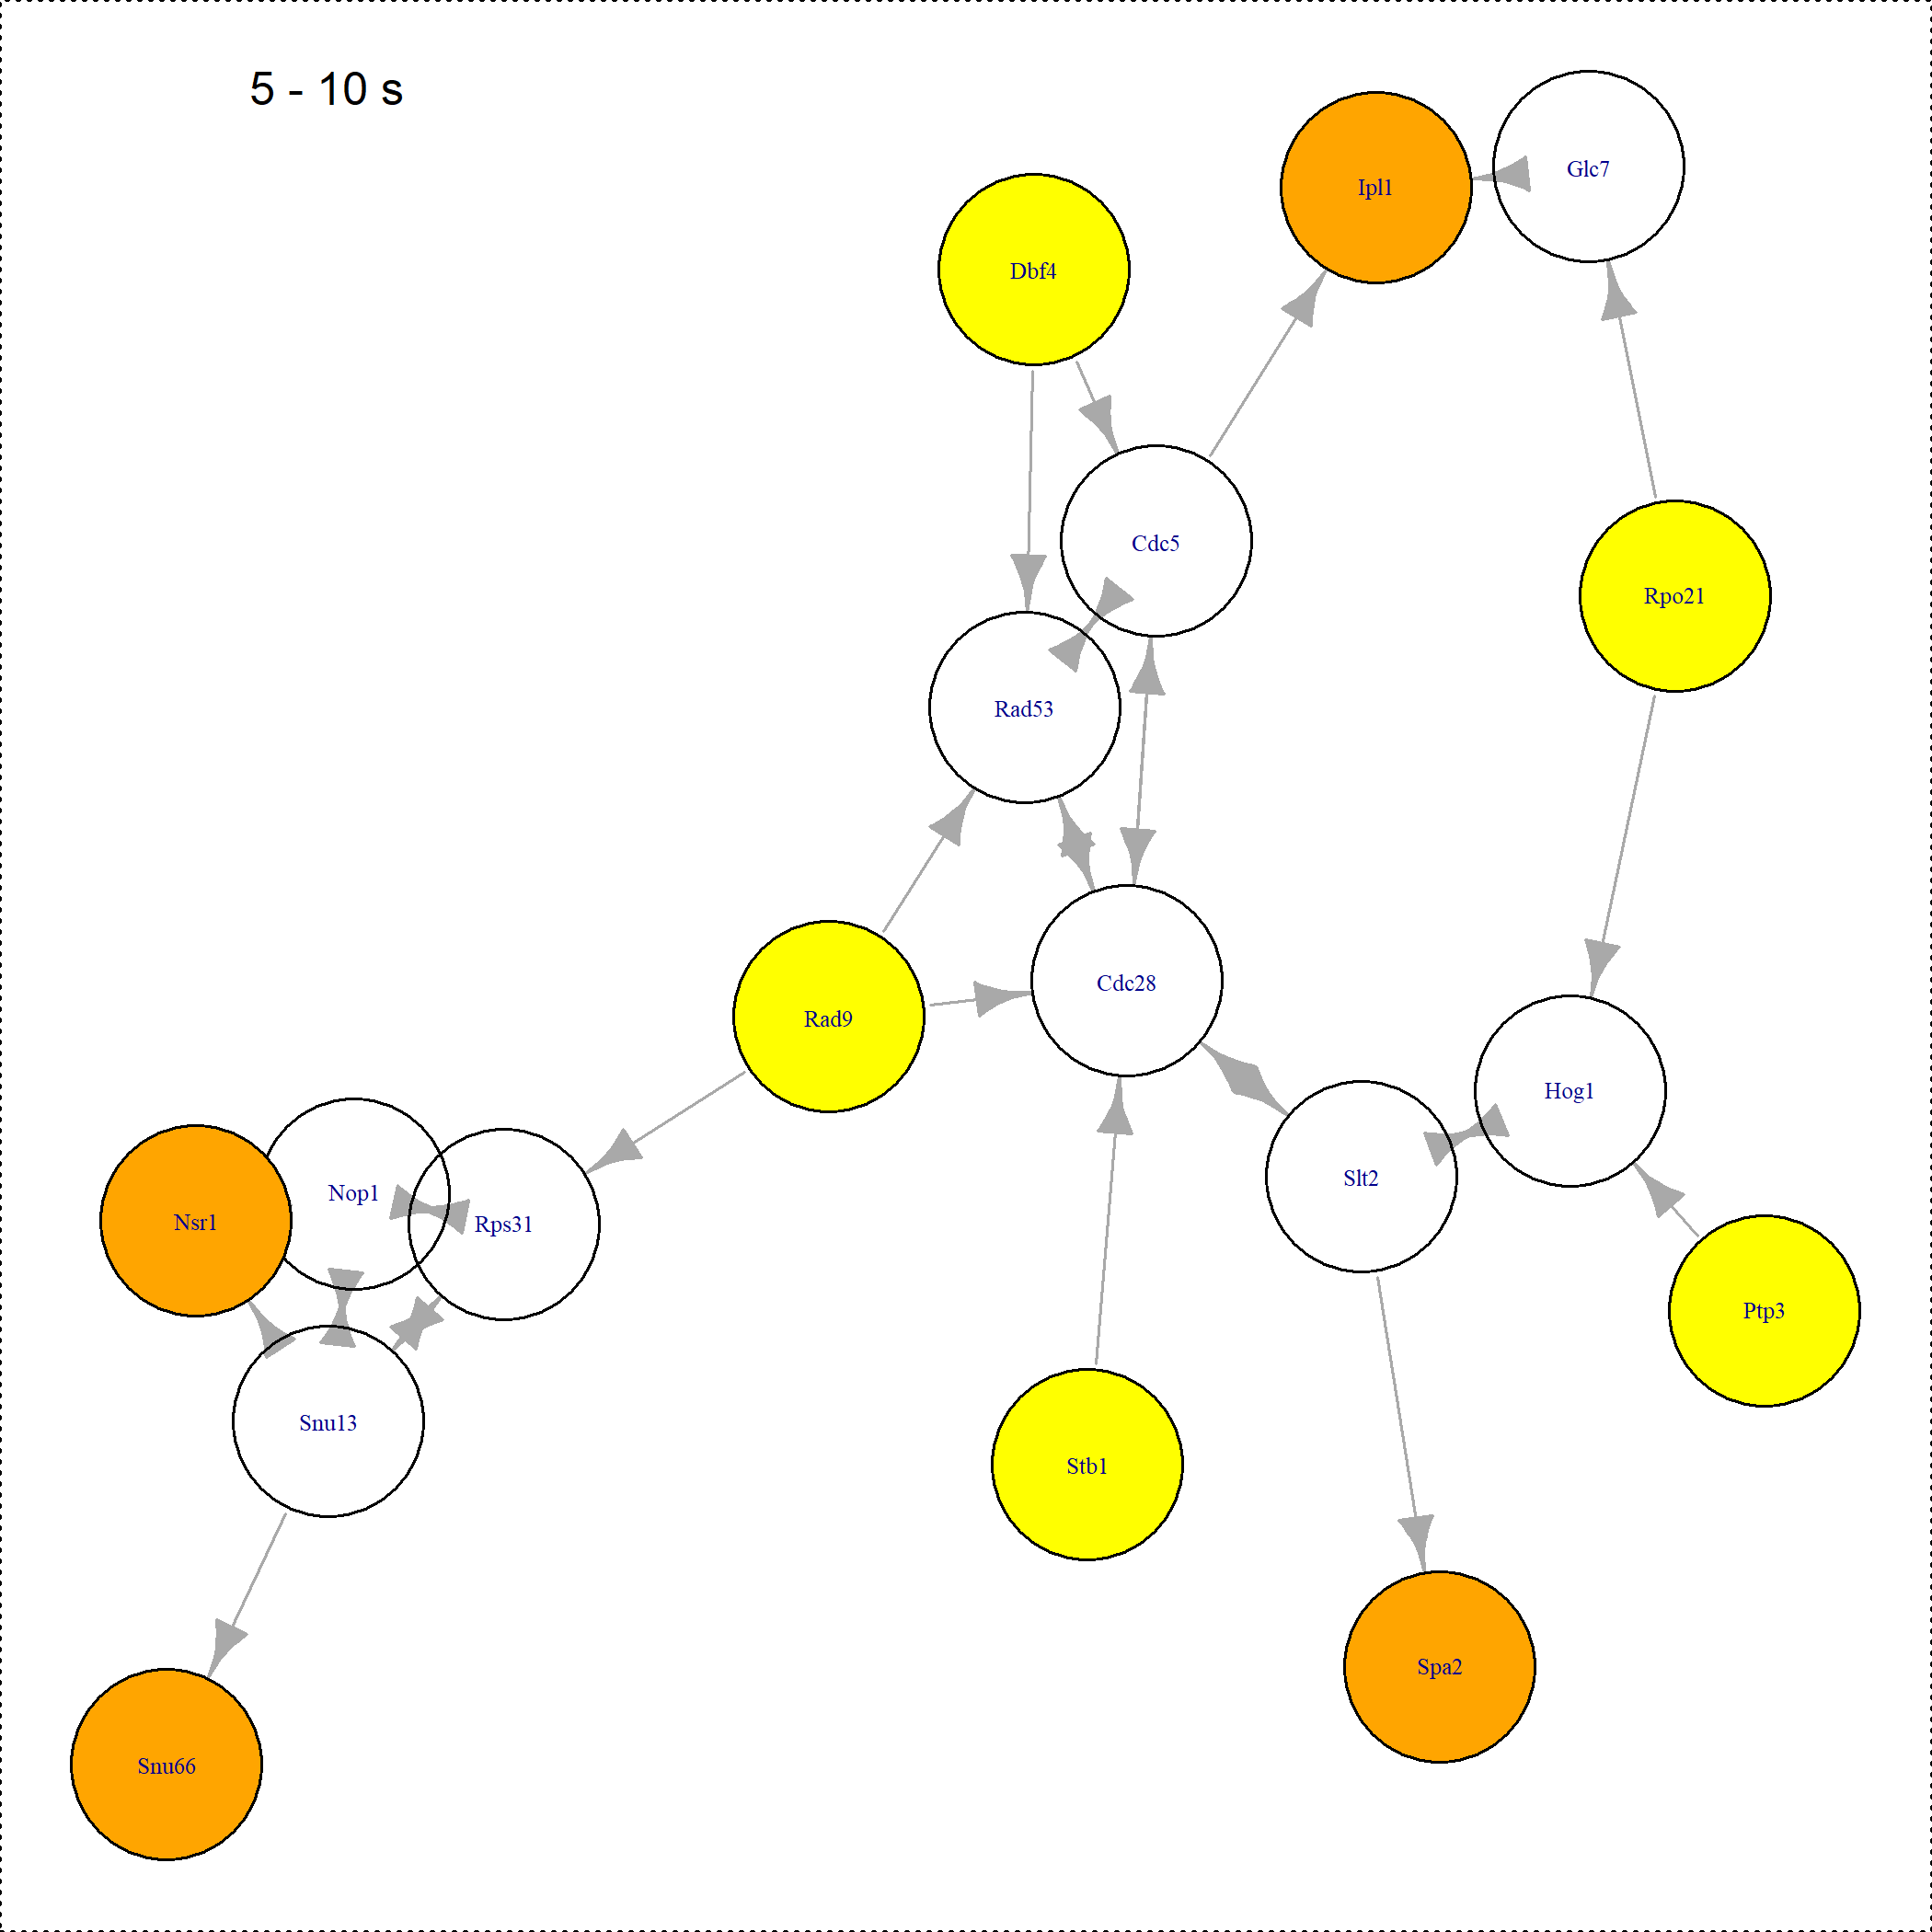 5 - 10 s
Glc7
Ipl1
Dbf4
Cdc5
Rpo21
Rad53
Cdc28
Rad9
Hog1
Slt2
Nop1
Nsr1
Rps31
Ptp3
Snu13
Stb1
Spa2
Snu66